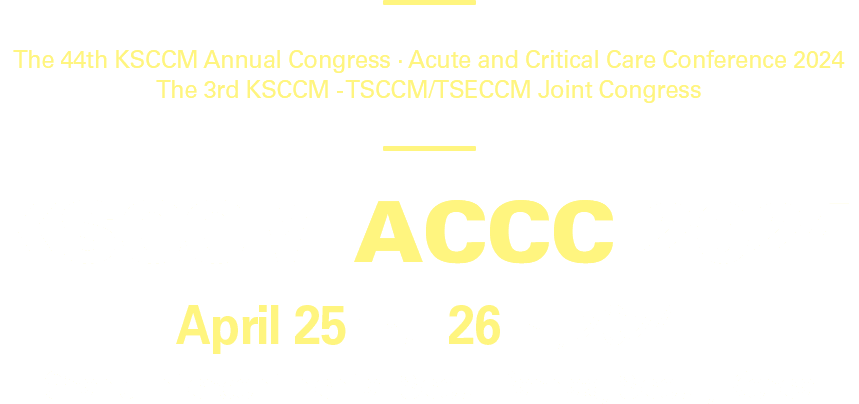 The 44th KSCCM Annual Congress · Acute and Critical Care Conference 2024
The 3rd KSCCM -TSCCM/TSECCM Joint Congress
ACCC
April 25 26